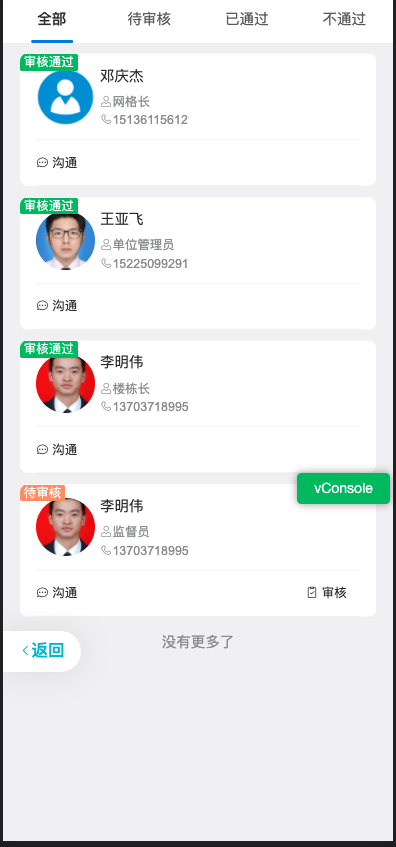 全部 待审核 已通过 不通过
审核通过
邓庆杰
网格长
15136115612
沟通
审核通过
王亚飞
单位管理员
15225099291
沟通
审核通过
李明伟
楼栋长
13703718995
沟通
vConsole
待审核
李明伟
监督员
13703718995
沟通 审核
返回
没有更多了